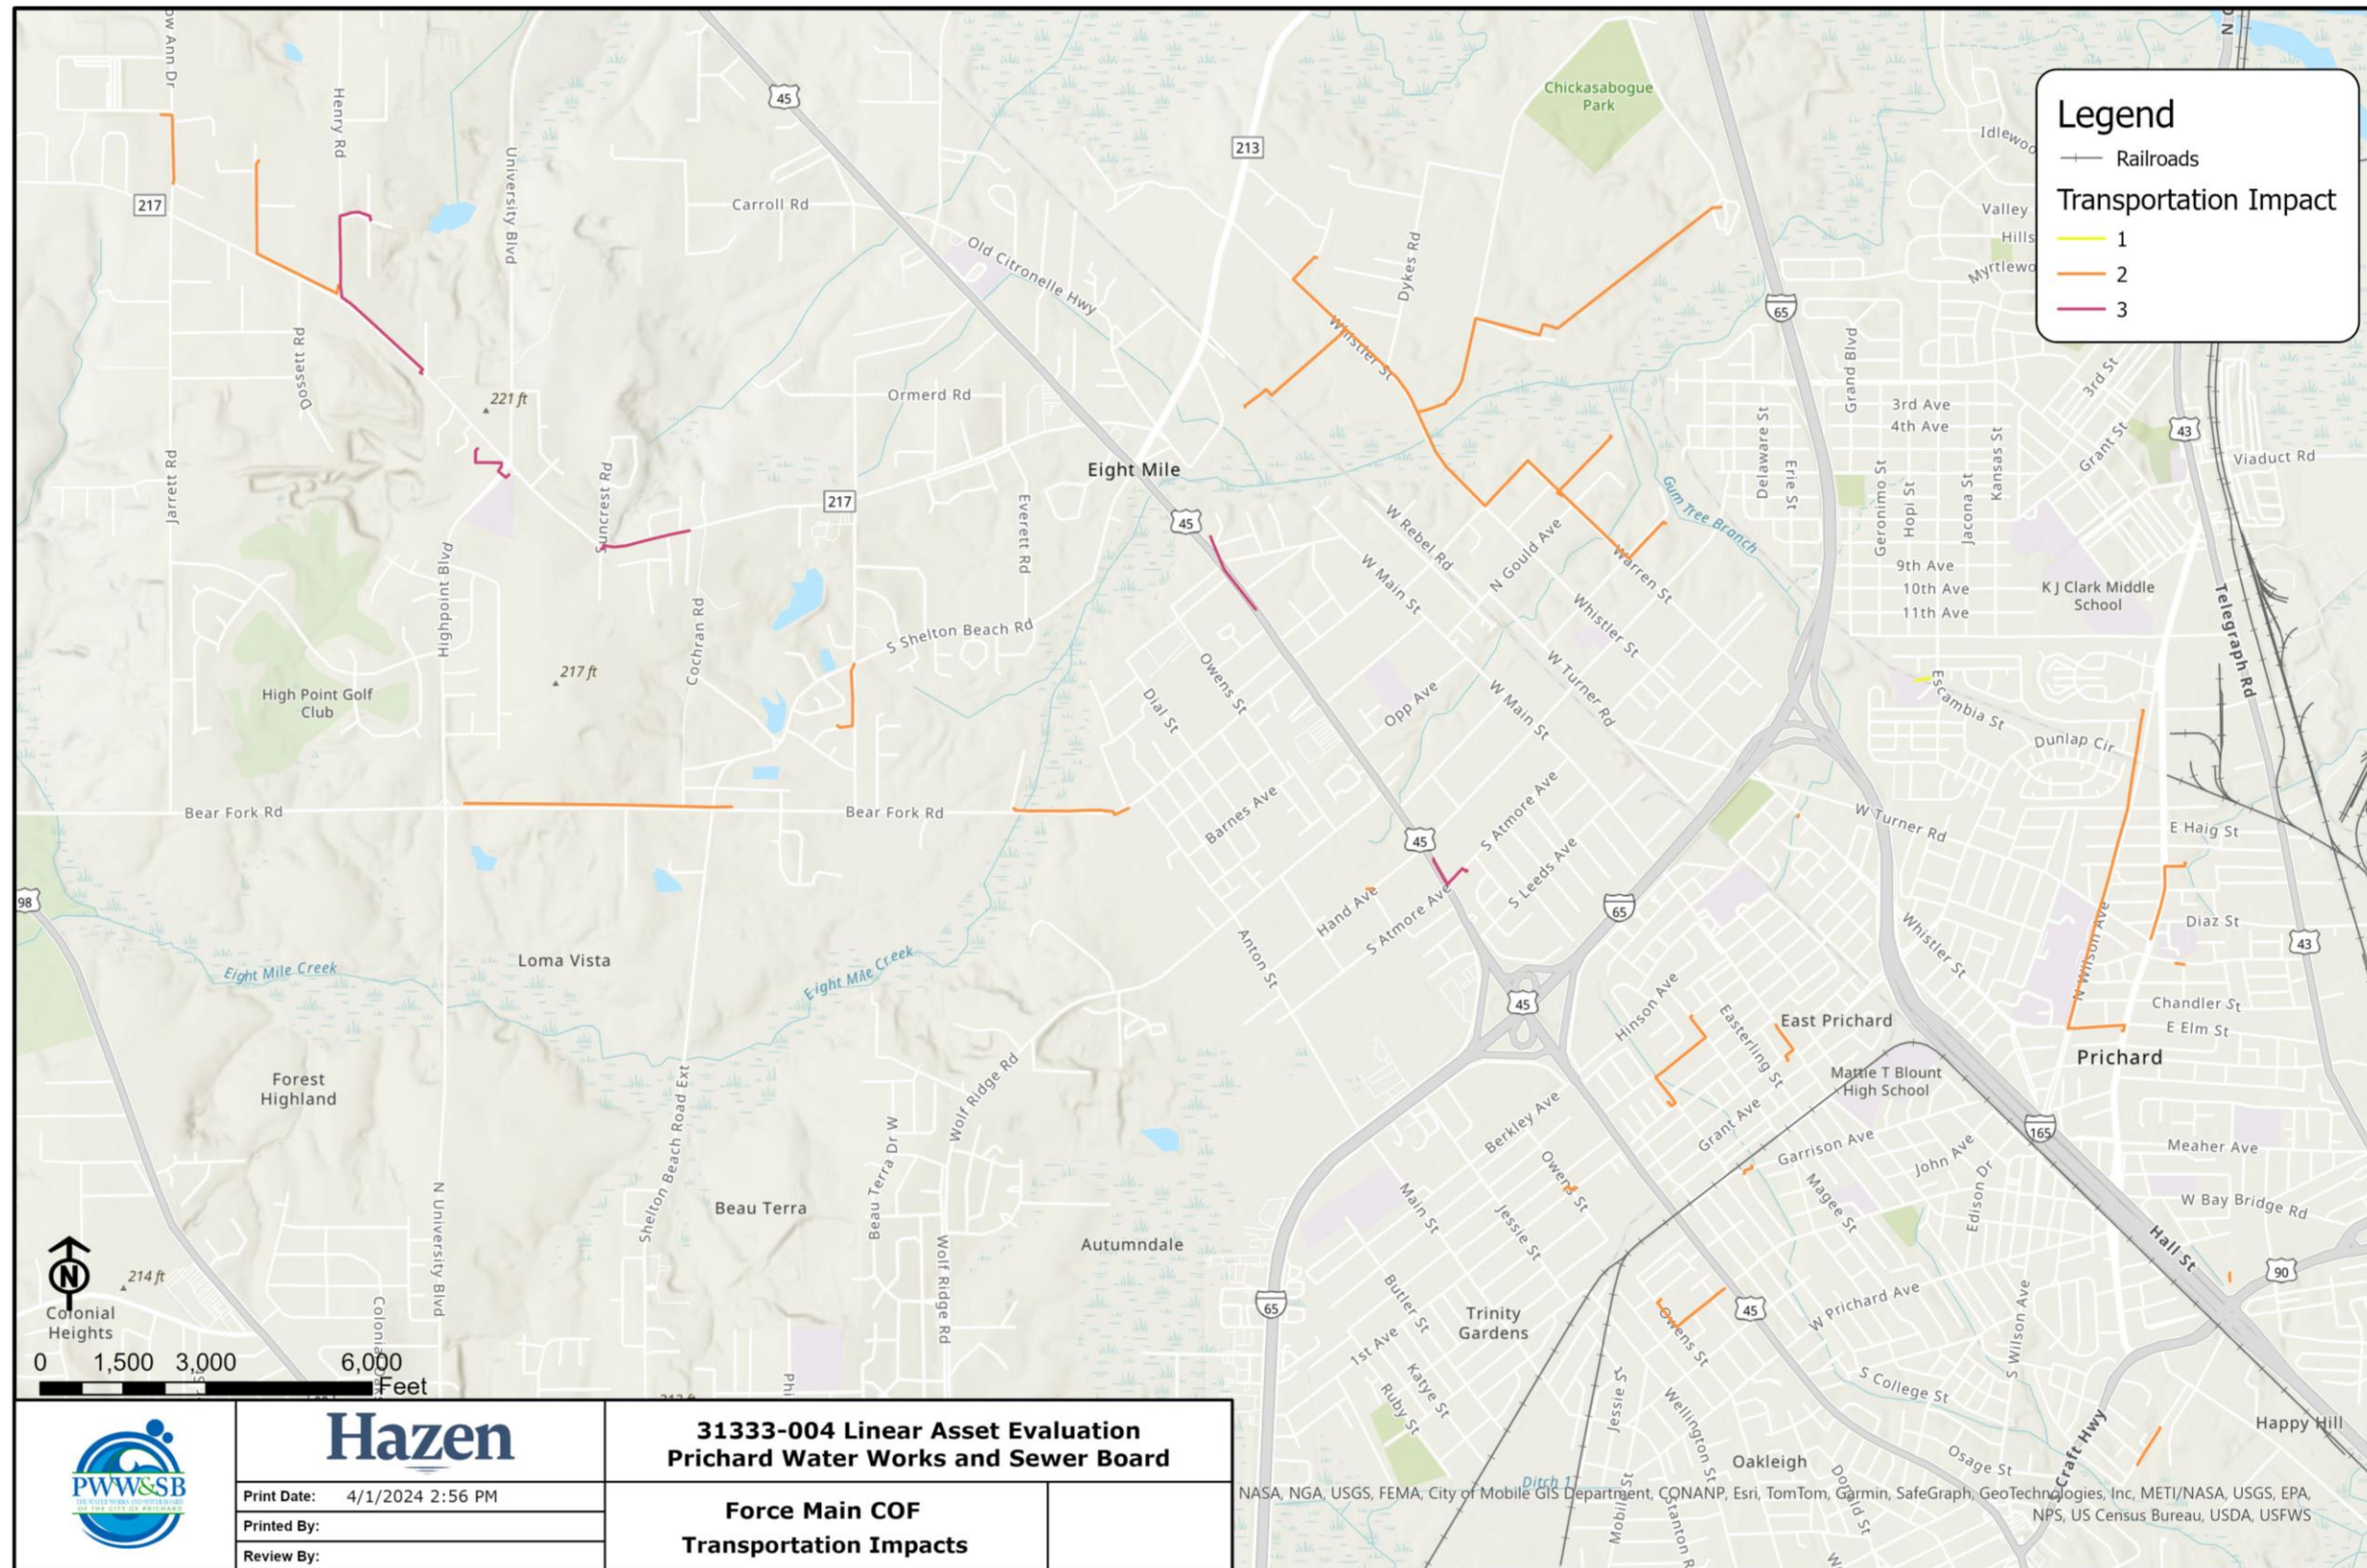 Legend
Railroads
Transportation Impact
1
2
3
Henry Rd
University Blvd
45
213
Chickasabogue
Park
217
Carroll Rd
Old Citronelle Hwy
Dykes Rd
Whistler St
65
Idlewoo
Valley
Hills
Myrtlewo
Dossett Rd
221 ft
Ormerd Rd
Grand Blvd
3rd St
3rd Ave
4th Ave
Grant St
43
Viaduct Rd
Jarrett Rd
Suncrest Rd
217
Eight Mile
Everett Rd
45
W Rebel Rd
N Gould Ave
Gum Tree Branch
Delaware St
Erie St
Geronimo St
Hopi St
Jacona St
Kansas St
Highpoint Blvd
W Main St
Warren St
Whistler St
9th Ave
10th Ave
11th Ave
K J Clark Middle
School
Telegraph Rd
Cochran Rd
S Shelton Beach Rd
217 ft
High Point Golf
Club
Owens St
Dial St
Opp Ave
W Turner Rd
W Main St
Escambia St
Dunlap Cir
Bear Fork Rd
Bear Fork Rd
Barnes Ave
45
S Atmore Ave
S Leeds Ave
W Turner Rd
E Haig St
98
Hand Ave
S Atmore Ave
65
Whistler St
N Wilson Ave
Diaz St
43
Anton St
Loma Vista
Eight Mile Creek
Eight Mile Creek
45
Hinson Ave
Easterling St
East Prichard
Chandler St
E Elm St
Prichard
Forest
Highland
Shelton Beach Road Ext
Wolf Ridge Rd
Mattie T Blount
High School
Berkley Ave
Grant Ave
Garrison Ave
John Ave
165
Meaher Ave
Beau Terra Dr W
Beau Terra
Owens St
Main St
Jessie St
Magee St
Edison Dr
W Bay Bridge Rd
N University Blvd
Wolf Ridge Rd
Autumndale
Hall St
90
N
214 ft
Colonial
Heights
65
Butler St
Trinity
Gardens
Owens St
45
W Prichard Ave
S Wilson Ave
1st Ave
Katye St
Ruby St
Jessie S
Wellington St
S College St
Osage St
Craft Hwy
Happy Hill
Oakleigh
Donald St
Ditch 1
Mobile St
Stanton R
Phi
0 1,500 3,000 6,000
Feet
PWW&SB
THE WATER WORKS AND SEWER BOARD
OF THE CITY OF PRICHARD
Hazen
Print Date: 4/1/2024 2:56 PM
Printed By:
Review By:
31333-004 Linear Asset Evaluation
Prichard Water Works and Sewer Board
Force Main COF
Transportation Impacts
NASA, NGA, USGS, FEMA, City of Mobile GIS Department, CONANP, Esri, TomTom, Garmin, SafeGraph, GeoTechnologies, Inc, METI/NASA, USGS, EPA,
NPS, US Census Bureau, USDA, USFWS